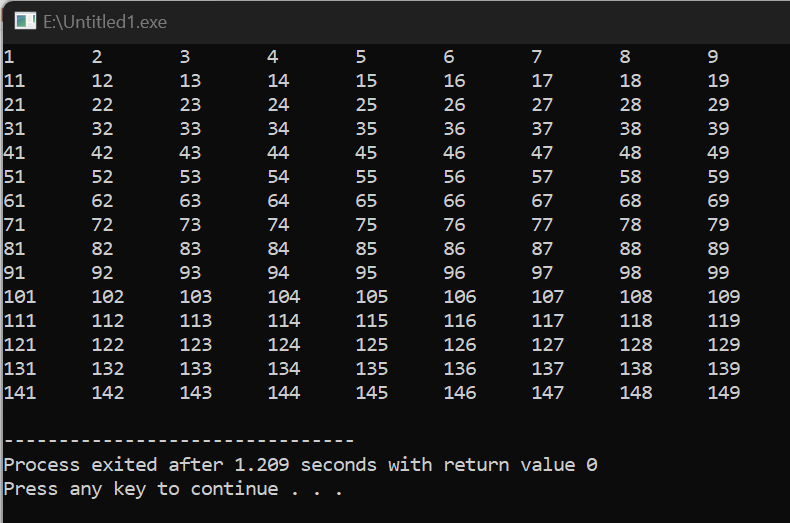 E:\Untitled1.exe
1 2 3 4 5 6 7 8 9
11 12 13 14 15 16 17 18 19
21 22 23 24 25 26 27 28 29
31 32 33 34 35 36 37 38 39
41 42 43 44 45 46 47 48 49
51 52 53 54 55 56 57 58 59
61 62 63 64 65 66 67 68 69
71 72 73 74 75 76 77 78 79
81 82 83 84 85 86 87 88 89
91 92 93 94 95 96 97 98 99
101 102 103 104 105 106 107 108 109
111 112 113 114 115 116 117 118 119
121 122 123 124 125 126 127 128 129
131 132 133 134 135 136 137 138 139
141 142 143 144 145 146 147 148 149
--------------------------------
Process exited after 1.209 seconds with return value 0
Press any key to continue . . .